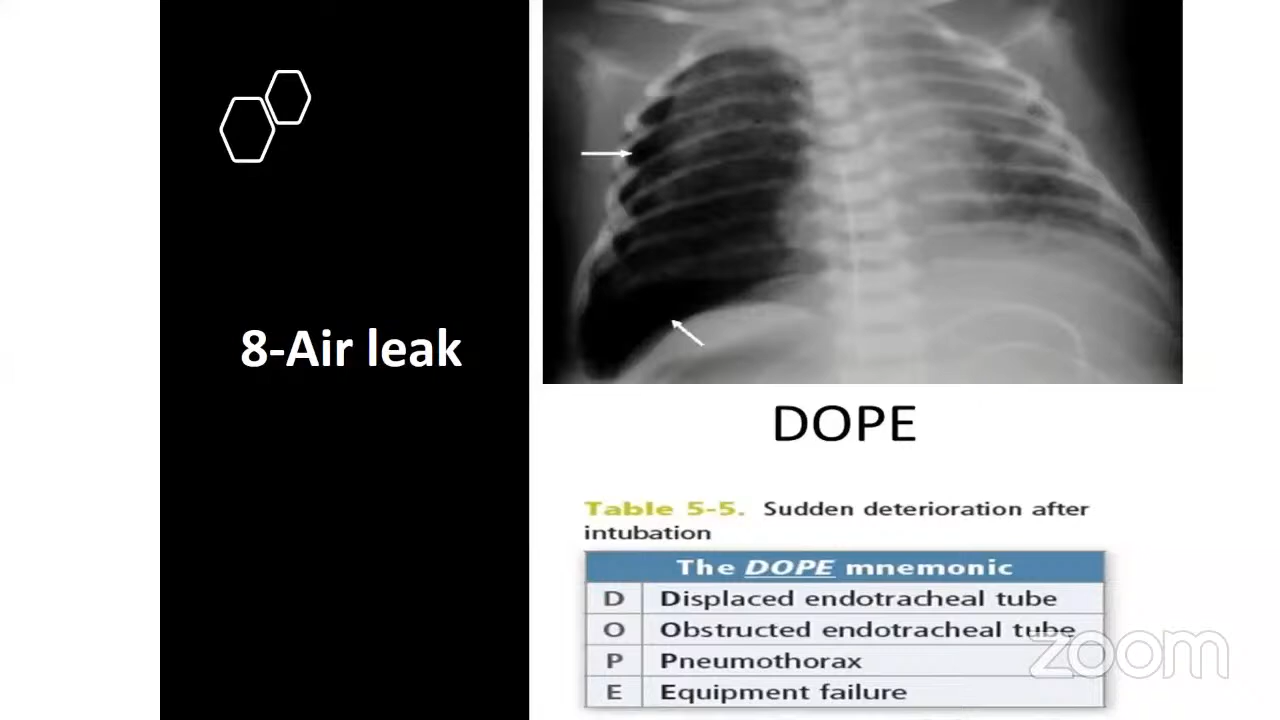 8-Air leak
DOPE
Table 5-5. Sudden deterioration after
intubation
The DOPE mnemonic
D Displaced endotracheal tube
O Obstructed endotracheal tube
P Pneumothorax
E Equipment failure
zoom